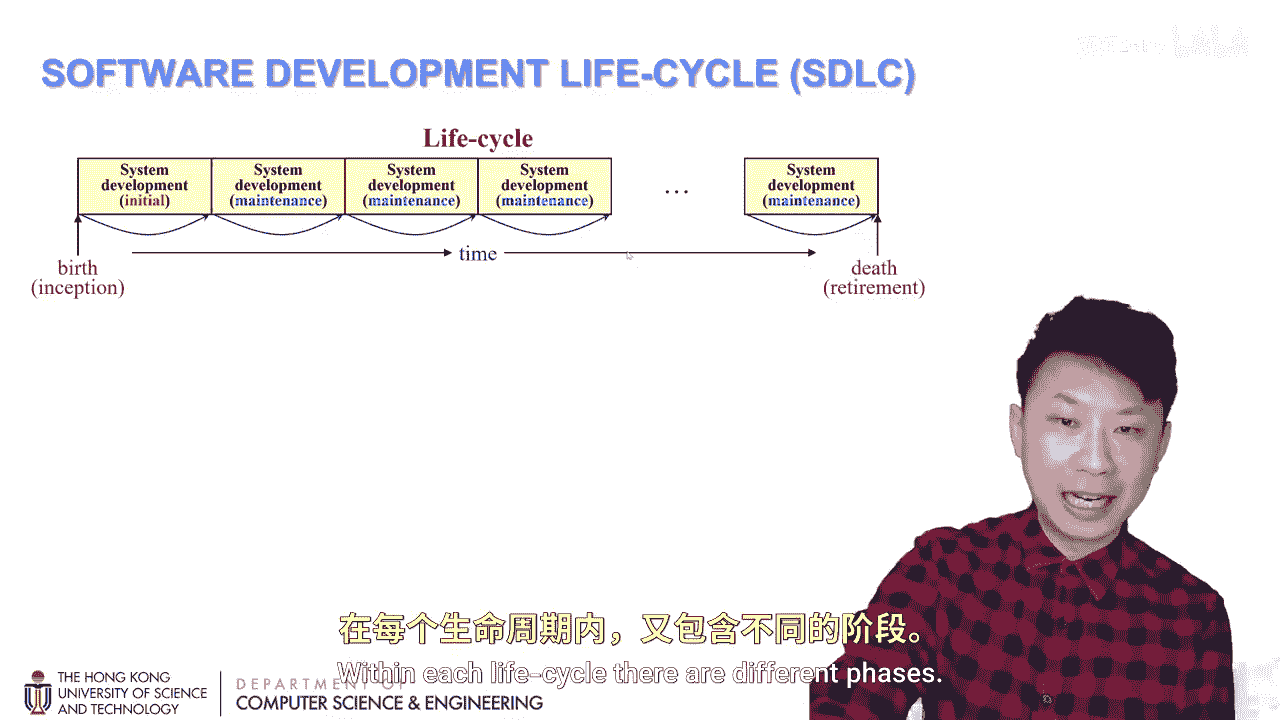 SOFTWARE DEVELOPMENT LIFE-CYCLE (SDLC)
Life-cycle
System
development
(initial)
System
development
(maintenance)
System
development
(maintenance)
System
development
(maintenance)
...
System
development
(maintenance)
time
birth
(inception)
death
(retirement)
在每个生命周期内，又包含不同的阶段。
Within each life-cycle there are different phases.
THE HONG KONG
UNIVERSITY OF SCIENCE
AND TECHNOLOGY
DEPARTMENT OF
COMPUTER SCIENCE & ENGINEERING